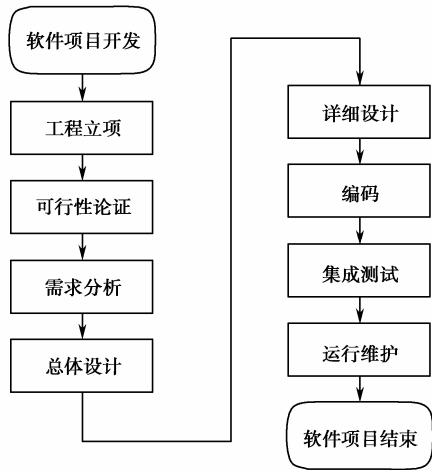 软件项目开发
工程立项
可行性论证
需求分析
总体设计
详细设计
编码
集成测试
运行维护
软件项目结束